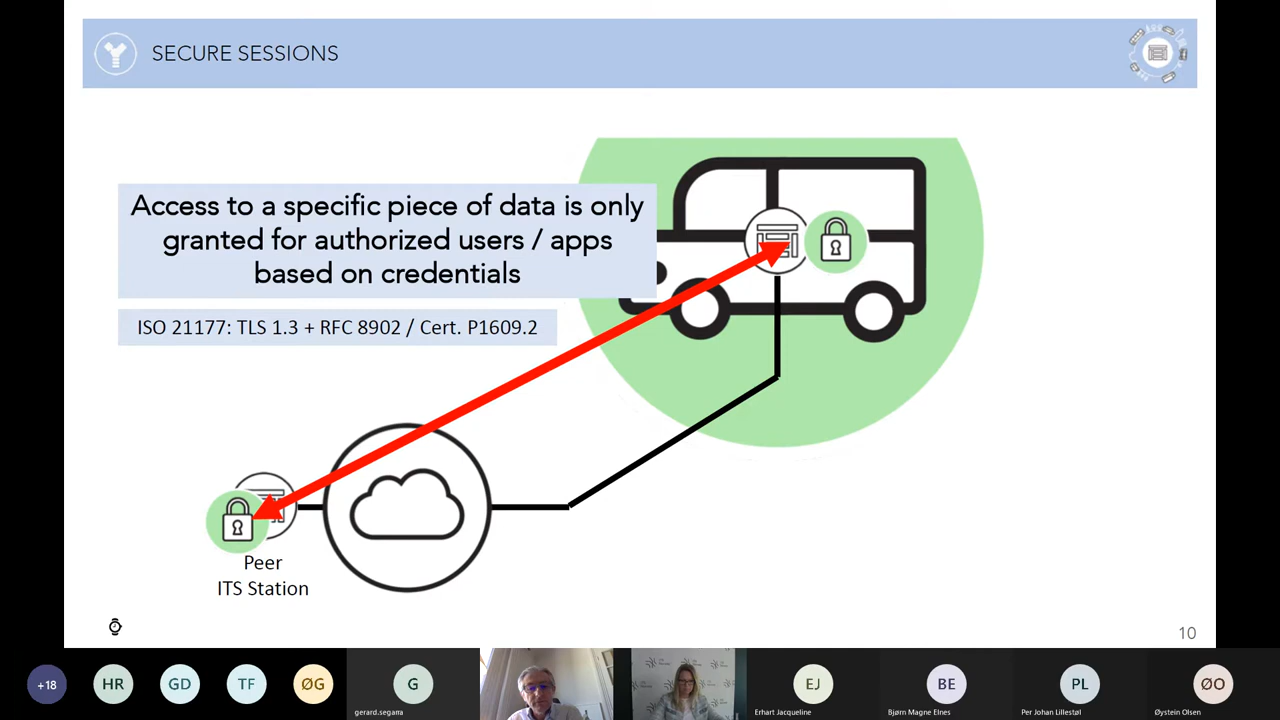 SECURE SESSIONS
Access to a specific piece of data is only
granted for authorized users / apps
based on credentials
ISO 21177: TLS 1.3 + RFC 8902 / Cert. P1609.2
Peer
ITS Station
10
+18
HR
GD
TF
ØG
G
gerard.segarra
EJ
Erhart Jacqueline
BE
Bjørn Magne Elnes
PL
Per Johan Lillestøl
ØO
Øystein Olsen